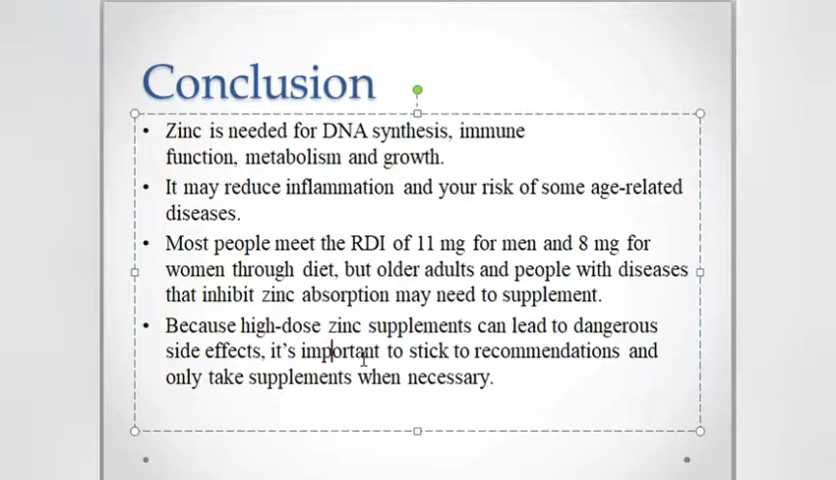 Conclusion
• Zinc is needed for DNA synthesis, immune
function, metabolism and growth.
• It may reduce inflammation and your risk of some age-related
diseases.
• Most people meet the RDI of 11 mg for men and 8 mg for
women through diet, but older adults and people with diseases
that inhibit zinc absorption may need to supplement.
• Because high-dose zinc supplements can lead to dangerous
side effects, it’s important to stick to recommendations and
only take supplements when necessary.